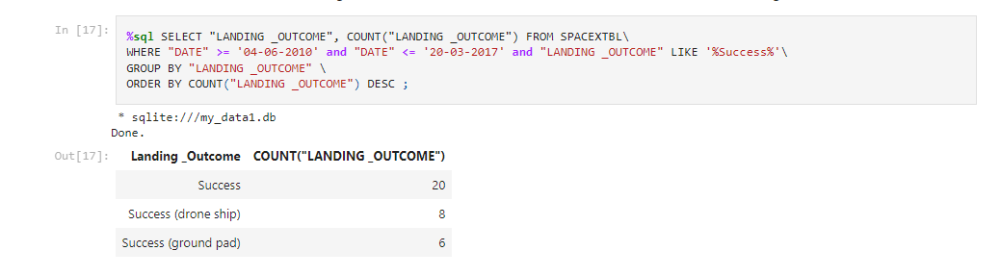 In [17]: %sql SELECT "LANDING _OUTCOME", COUNT("LANDING _OUTCOME") FROM SPACEXTBL\
WHERE "DATE" >= '04-06-2010' and "DATE" <= '20-03-2017' and "LANDING _OUTCOME" LIKE '%Success%'\
GROUP BY "LANDING _OUTCOME" \
ORDER BY COUNT("LANDING _OUTCOME") DESC ;
* sqlite:///my_data1.db
Done.
Out[17]: Landing _Outcome COUNT("LANDING _OUTCOME")
Success 20
Success (drone ship) 8
Success (ground pad) 6